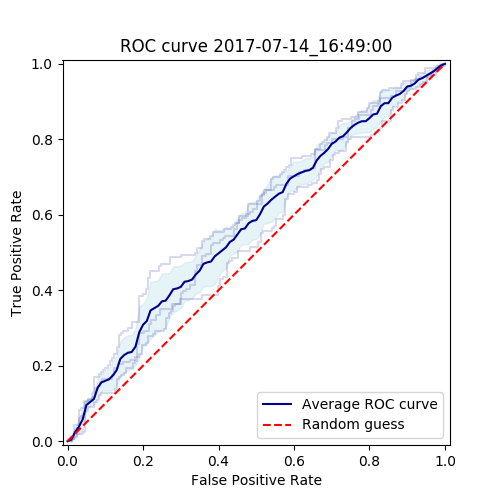 ROC curve 2017-07-14_16:49:00
True Positive Rate
1.0
0.8
0.6
0.4
0.2
0.0
0.0 0.2 0.4 0.6 0.8 1.0
False Positive Rate
Average ROC curve
Random guess